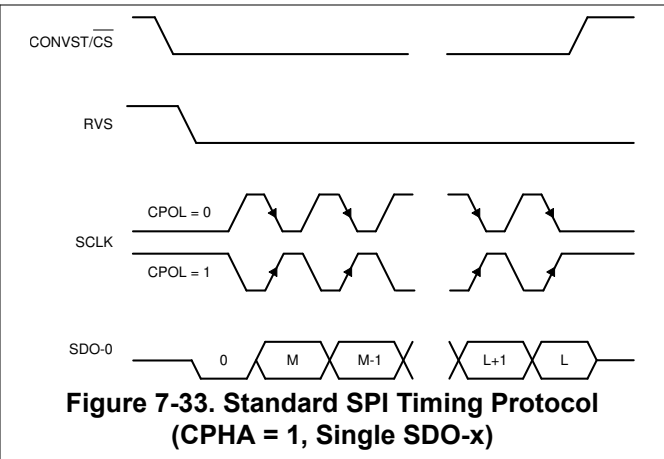 CONVST/CS
RVS
CPOL = 0
SCLK
CPOL = 1
SDO-0
0 M M-1 L+1 L
Figure 7-33. Standard SPI Timing Protocol
(CPHA = 1, Single SDO-x)